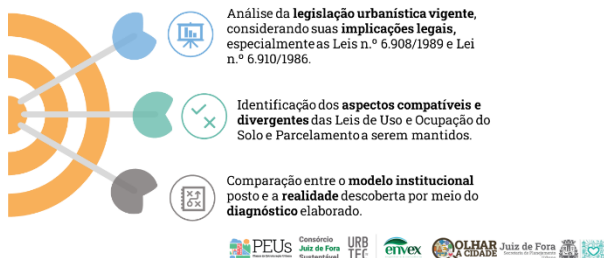 Análise da legislação urbanística vigente,
considerando suas implicações legais,
especialmente as Leis n.º 6.908/1989 e Lei
n.º 6.910/1986.
Identificação dos aspectos compatíveis e
divergentes das Leis de Uso e Ocupação do
Solo e Parcelamento a serem mantidos.
Comparação entre o modelo institucional
posto e a realidade descoberta por meio do
diagnóstico elaborado.
PEUs
Consórcio
Juiz de Fora
Sustentável
URB
TEC
envex
OLHAR
A CIDADE
Juiz de Fora